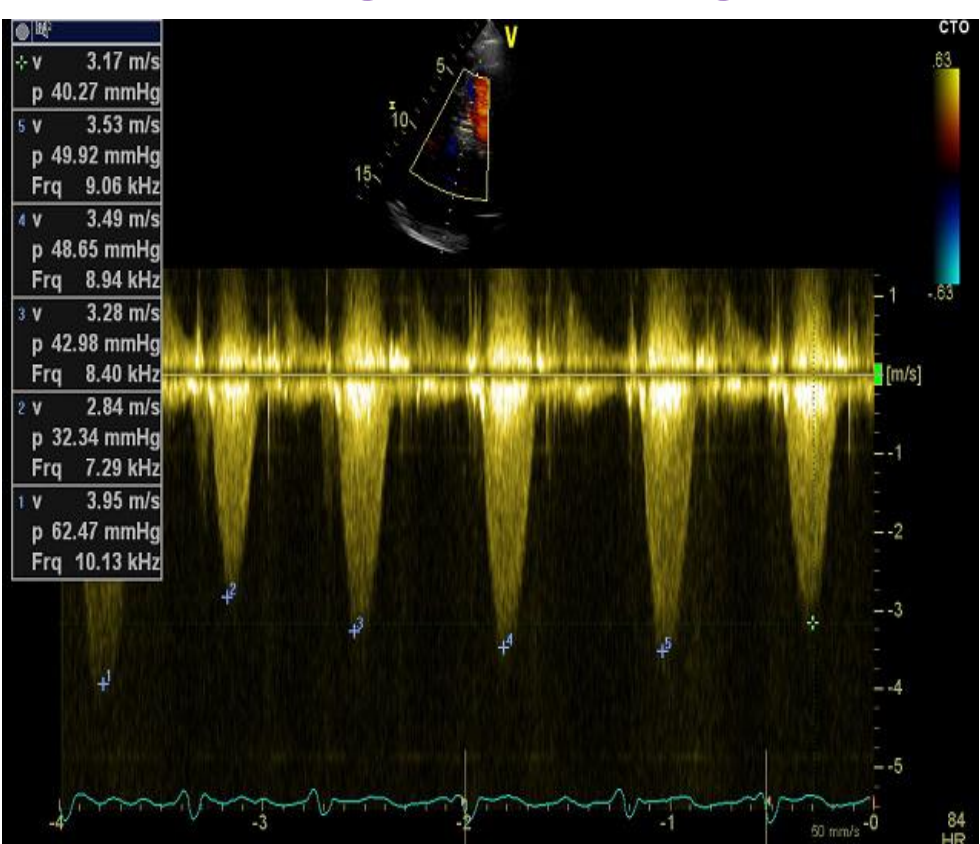 CTO
V
.63
5
10
15
-.63
v 3.17 m/s
p 40.27 mmHg
5 v 3.53 m/s
p 49.92 mmHg
Frq 9.06 kHz
4 v 3.49 m/s
p 48.65 mmHg
Frq 8.94 kHz
3 v 3.28 m/s
p 42.98 mmHg
Frq 8.40 kHz
2 v 2.84 m/s
p 32.34 mmHg
Frq 7.29 kHz
1 v 3.95 m/s
p 62.47 mmHg
Frq 10.13 kHz
1
[m/s]
-1
-2
-3
-4
-5
2
3
4
5
1
-4
-3
-2
-1
-0
60 mm/s
84
HR